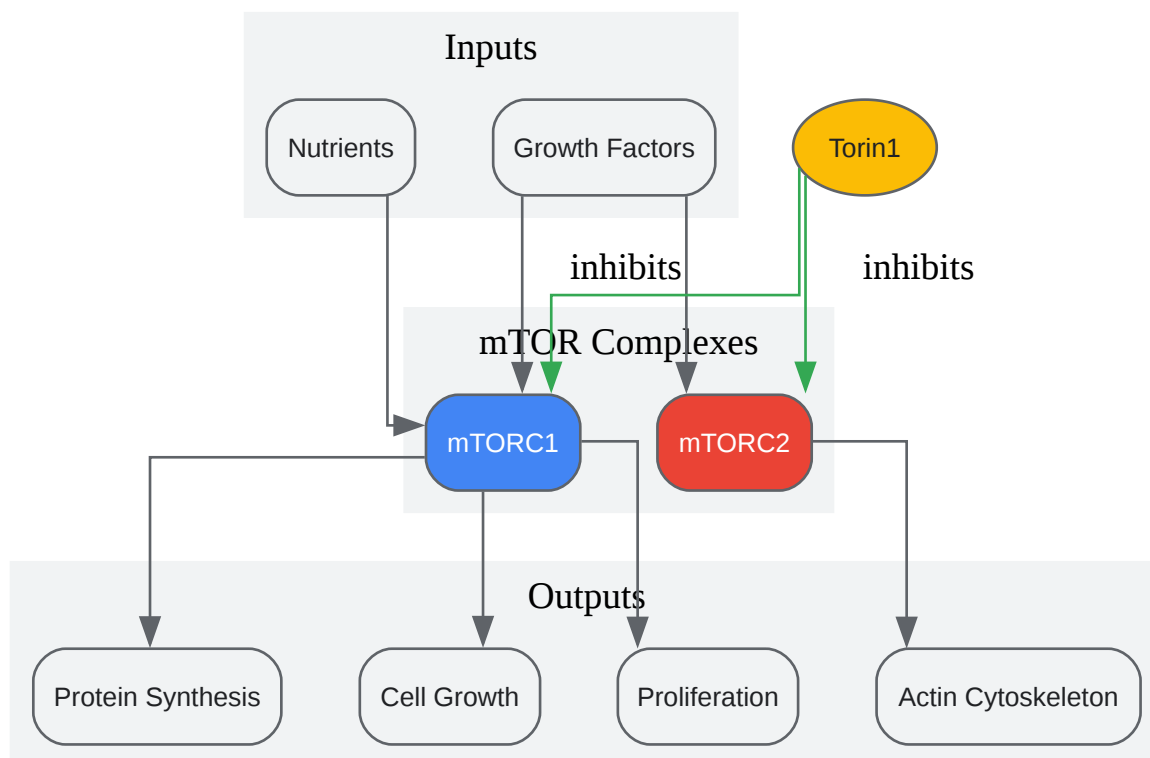 Inputs
Nutrients
Growth Factors
Torin1
inhibits
inhibits
mTOR Complexes
mTORC1
mTORC2
Outputs
Protein Synthesis
Cell Growth
Proliferation
Actin Cytoskeleton